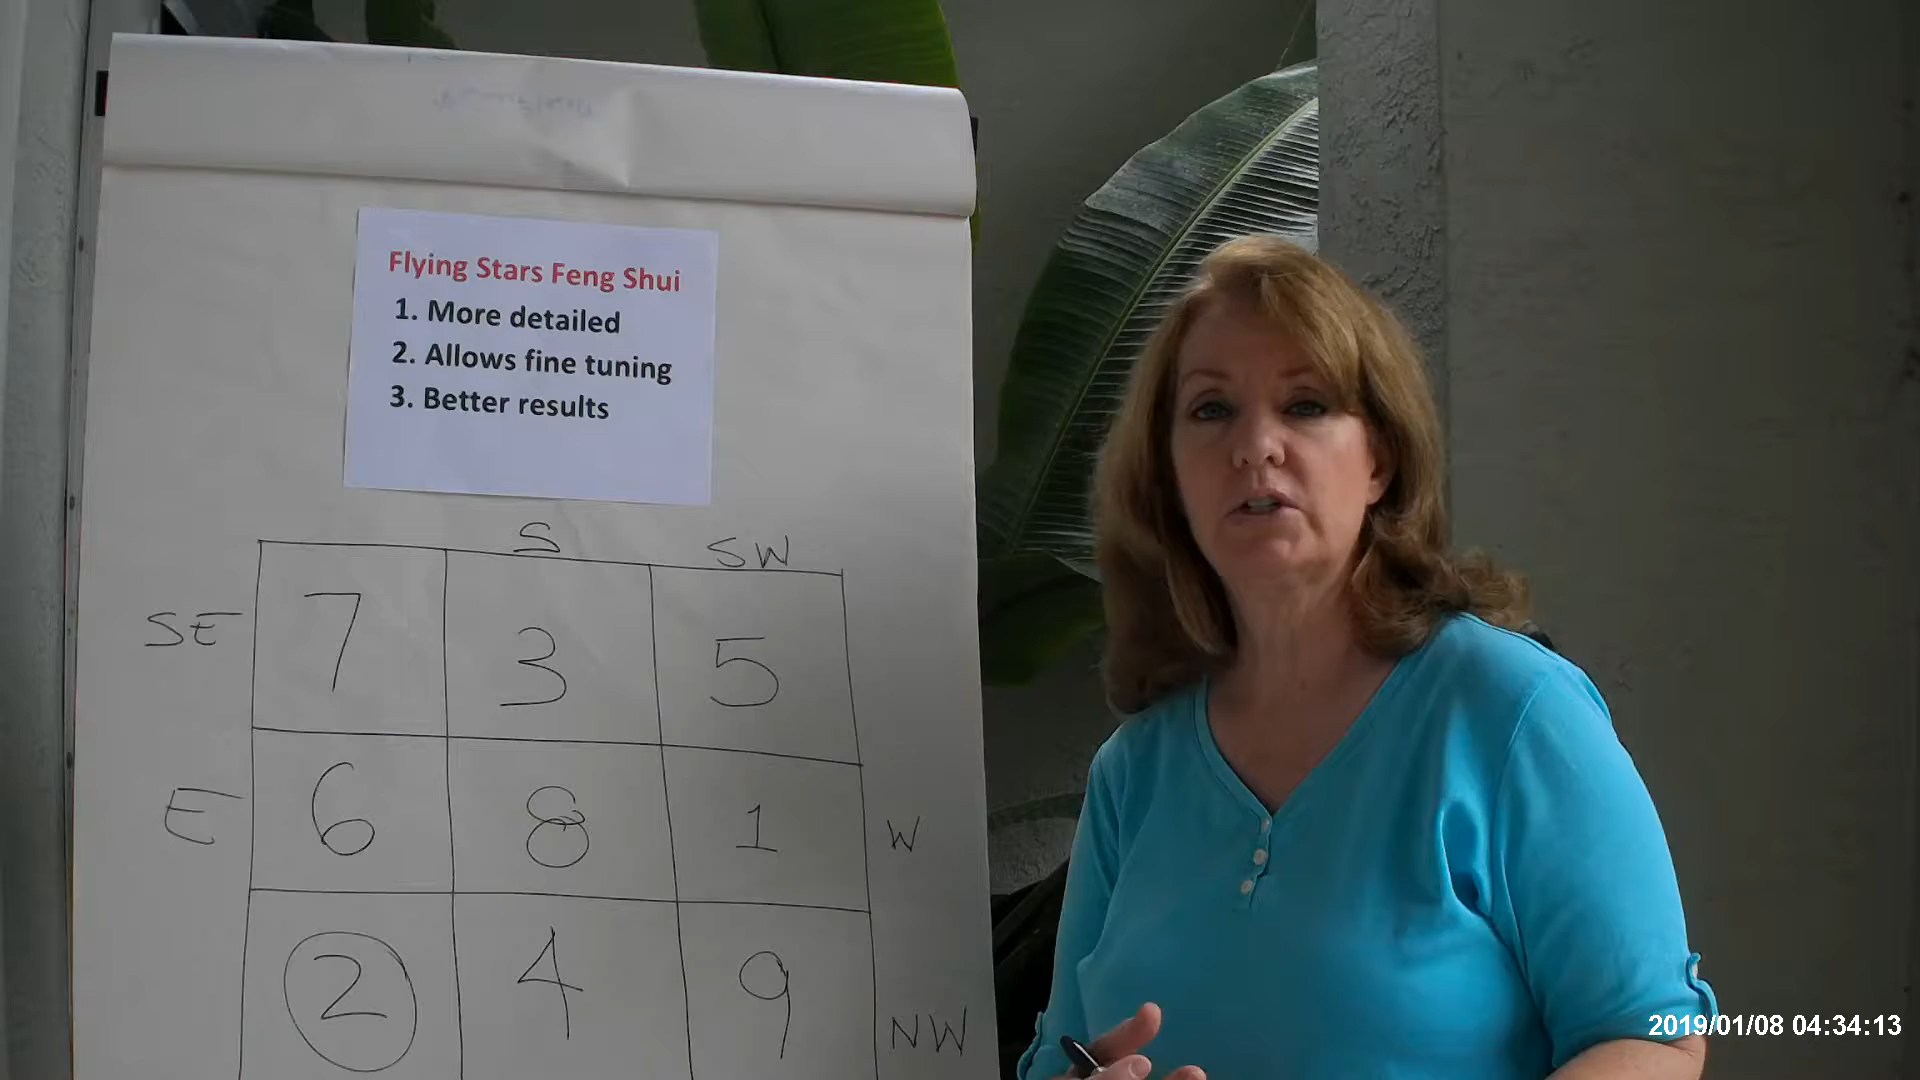 Flying Stars Feng Shui
1. More detailed
2. Allows fine tuning
3. Better results
S SW
SE 7 3 5
E 6 8 1 W
2 4 9 NW
2019/01/08 04:34:13